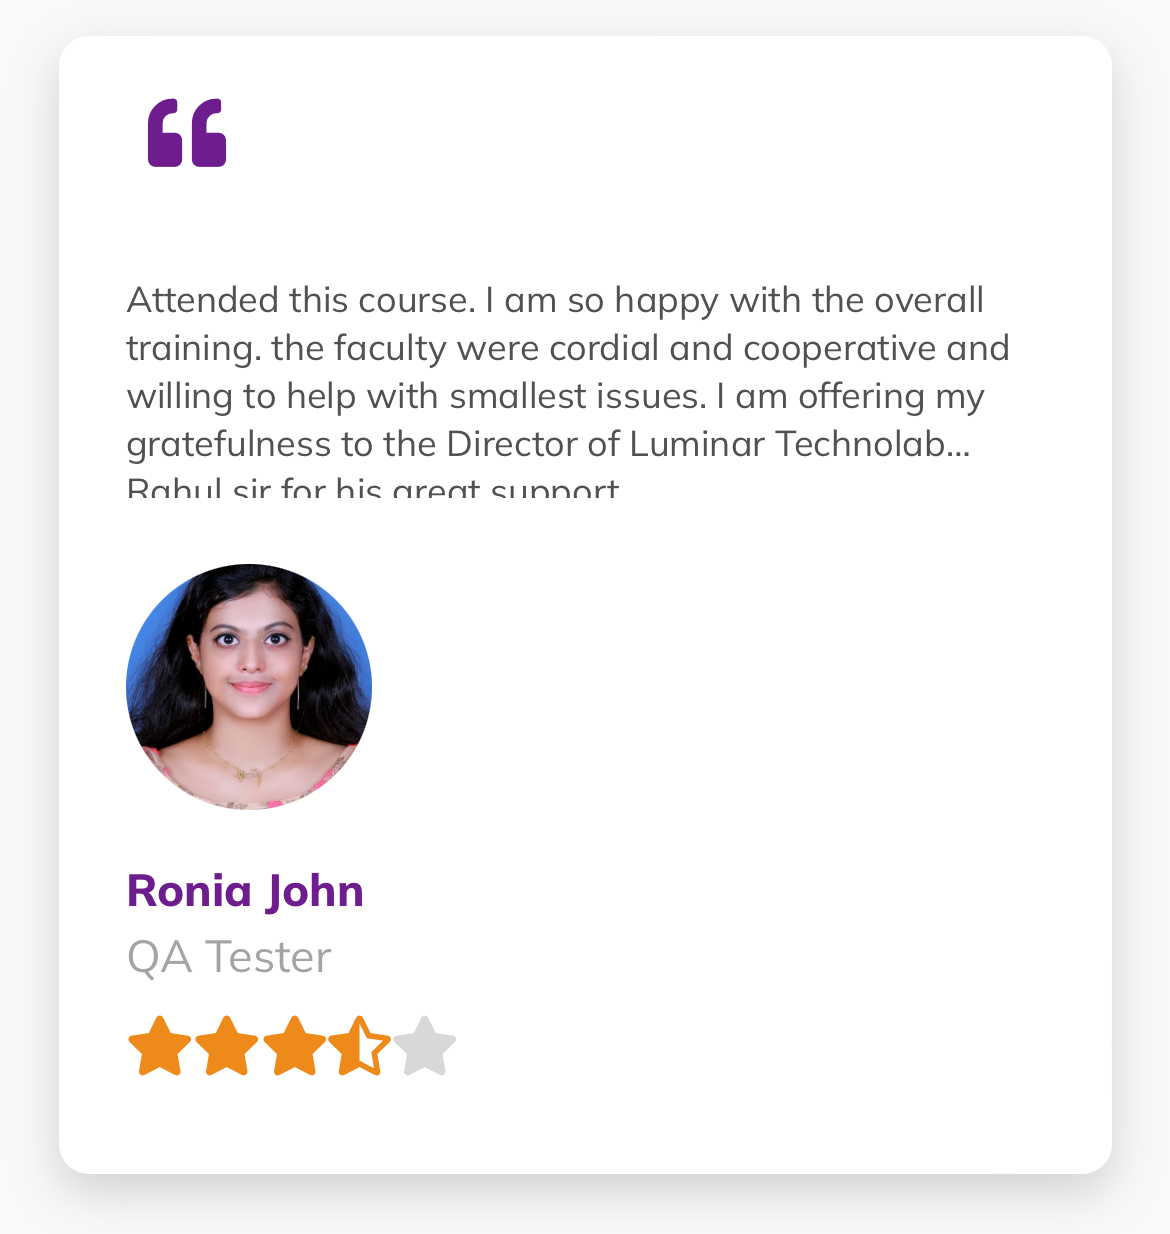 Attended this course. I am so happy with the overall
training. the faculty were cordial and cooperative and
willing to help with smallest issues. I am offering my
gratefulness to the Director of Luminar Technolab...
Rahul sir for his great support
Ronia John
QA Tester